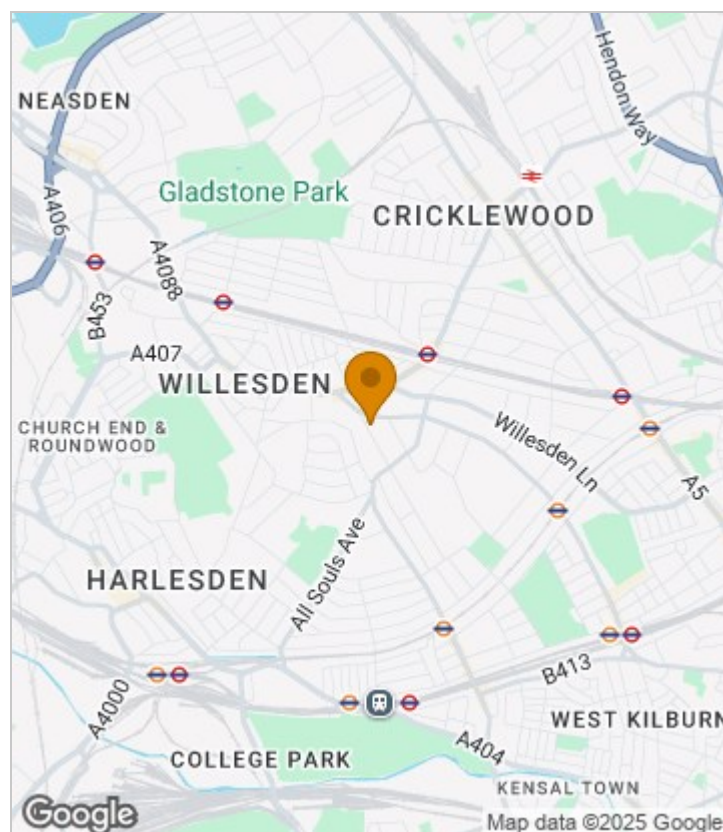 NEASDEN
Hendon Way
A406
Gladstone Park
CRICKLEWOOD
A4088
B453
A407
WILLESDEN
CHURCH END &
ROUNDWOOD
Willesden Ln
A5
All Souls Ave
HARLESDEN
B413
A4000
WEST KILBURN
COLLEGE PARK
A404
KENSAL TOWN
Google
Map data ©2025 Google